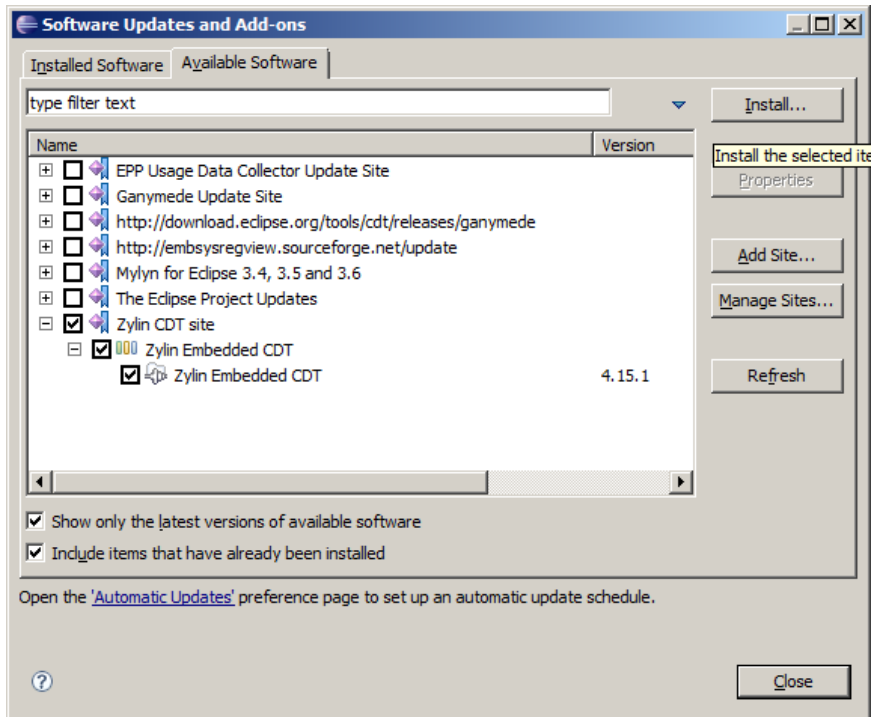 Software Updates and Add-ons
Installed Software
Available Software
type filter text
Install...
Name
Version
Install the selected ite
Properties
EPP Usage Data Collector Update Site
Ganymede Update Site
http://download.eclipse.org/tools/cdt/releases/ganymede
http://embsysregview.sourceforge.net/update
Add Site...
Mylyn for Eclipse 3.4, 3.5 and 3.6
The Eclipse Project Updates
Manage Sites...
Zylin CDT site
Zylin Embedded CDT
Zylin Embedded CDT
4.15.1
Refresh
Show only the latest versions of available software
Include items that have already been installed
Open the 'Automatic Updates' preference page to set up an automatic update schedule.
?
Close